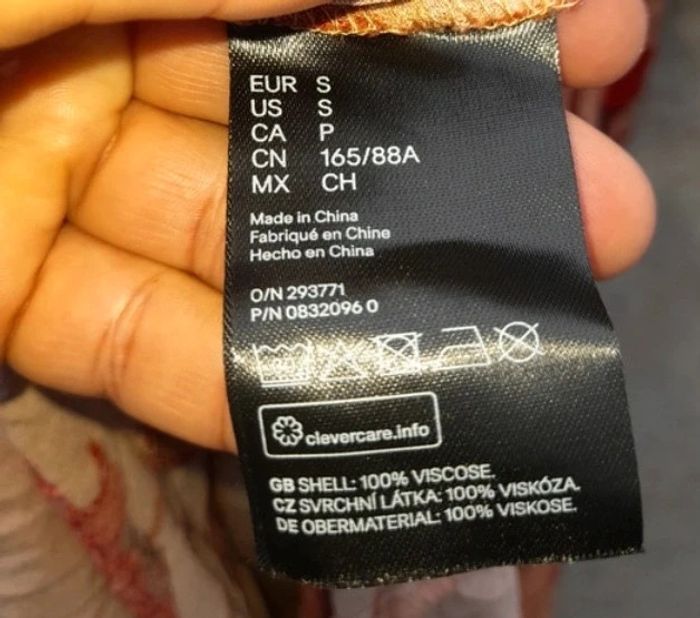 EUR S
US S
CA P
CN 165/88A
MX CH
Made in China
Fabriqué en Chine
Hecho en China
O/N 293771
P/N 0832096 0
clevercare.info
GB SHELL: 100% VISCOSE.
CZ SVRCHNÍ LÁTKA: 100% VISKÓZA.
DE OBERMATERIAL: 100% VISKOSE.